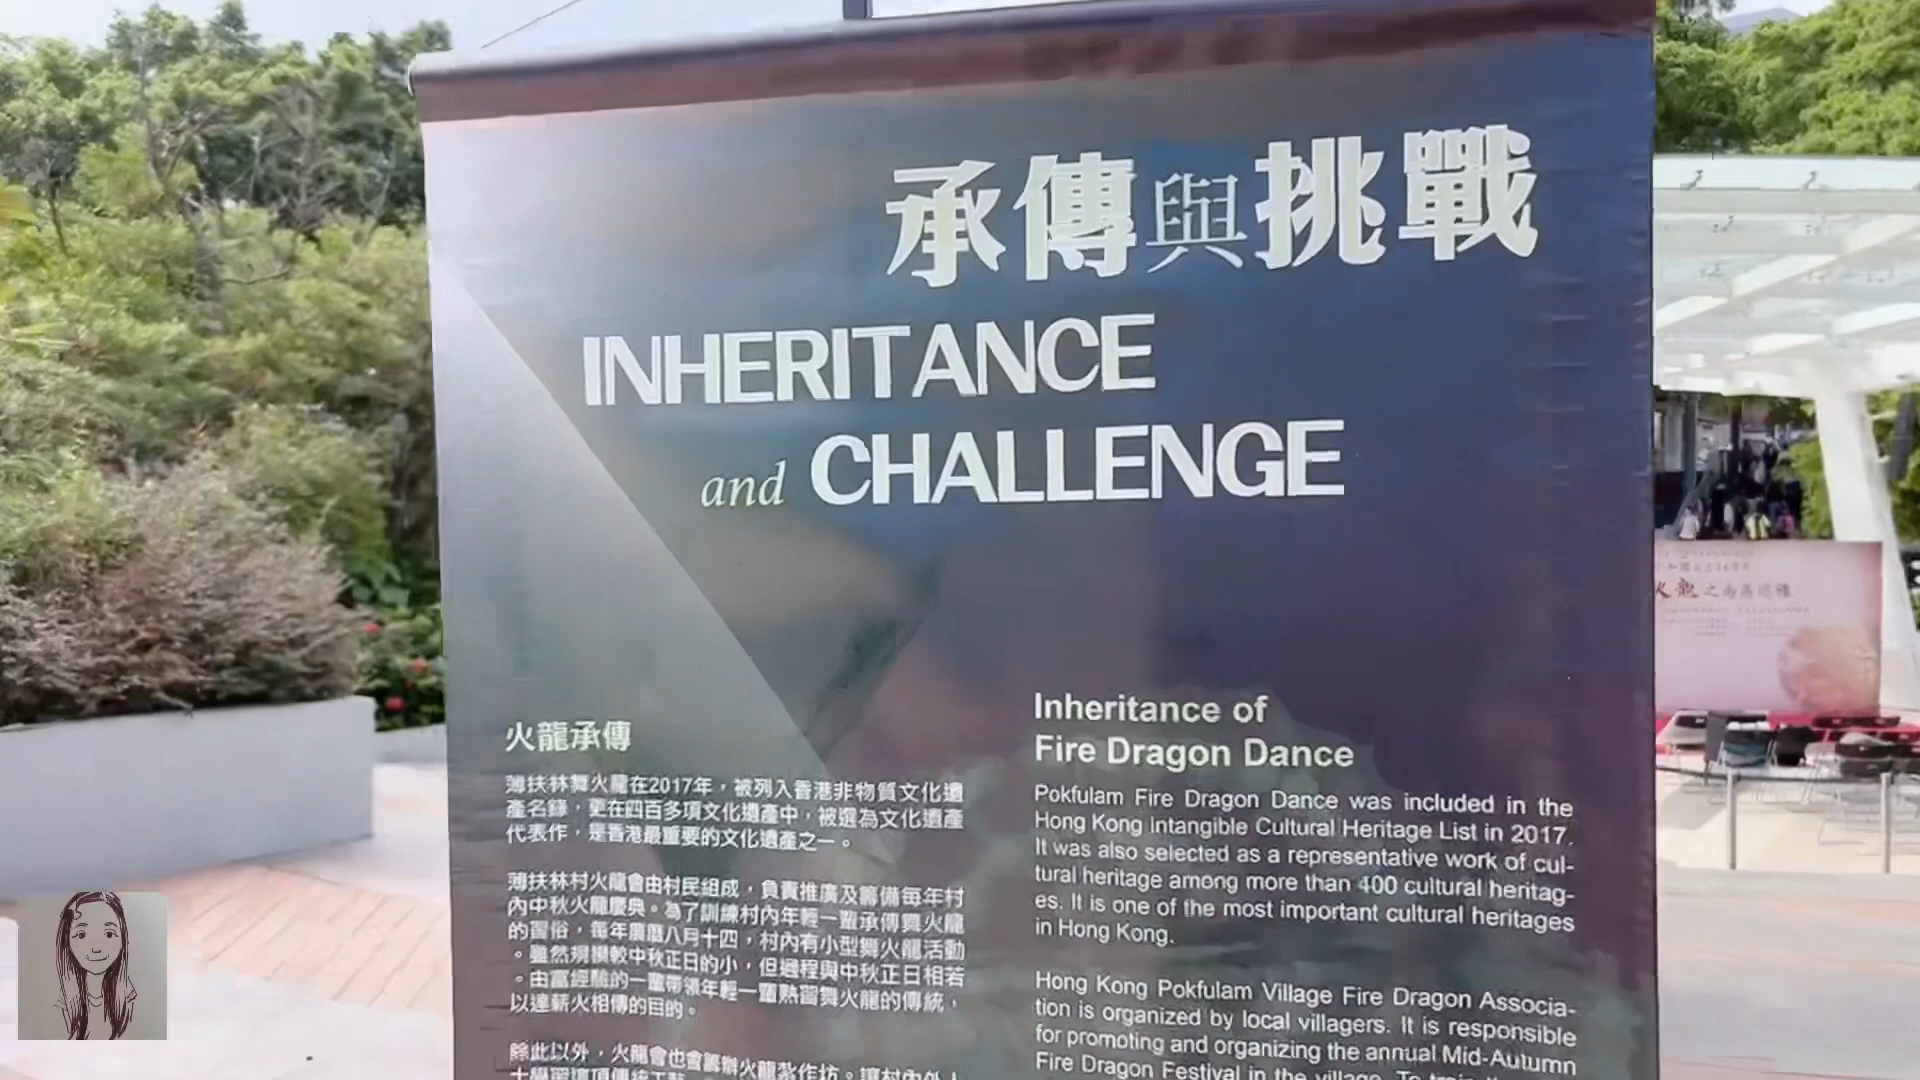 承傳與挑戰
INHERITANCE
and CHALLENGE
火龍承傳
薄扶林舞火龍在2017年，被列入香港非物質文化遺
產名錄，更在四百多項文化遺產中，被選為文化遺產
代表作，是香港最重要的文化遺產之一。
薄扶林村火龍會由村民組成，負責推廣及籌備每年村
內中秋火龍慶典。為了訓練村內年輕一輩承傳舞火龍
的習俗，每年農曆八月十四，村內有小型舞火龍活動
。雖然規模較中秋正日的小，但過程與中秋正日相若
。由富經驗的一輩帶領年輕一輩熟習舞火龍的傳統，
以達薪火相傳的目的。
除此以外，火龍會也會籌辦火龍紮作坊。讓村內外人
Inheritance of
Fire Dragon Dance
Pokfulam Fire Dragon Dance was included in the
Hong Kong Intangible Cultural Heritage List in 2017.
It was also selected as a representative work of cul-
tural heritage among more than 400 cultural heritag-
es. It is one of the most important cultural heritages
in Hong Kong.
Hong Kong Pokfulam Village Fire Dragon Associa-
tion is organized by local villagers. It is responsible
for promoting and organizing the annual Mid-Autumn
Fire Dragon Festival in the village. To train
火龍之南區巡禮